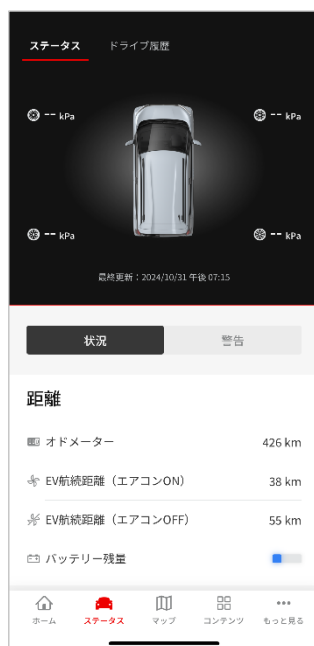 ステータス ドライブ履歴
-- kPa -- kPa
-- kPa -- kPa
最終更新：2024/10/31 午後 07:15
状況 警告
距離
オドメーター 426 km
EV航続距離（エアコンON） 38 km
EV航続距離（エアコンOFF） 55 km
バッテリー残量
ホーム ステータス マップ コンテンツ もっと見る